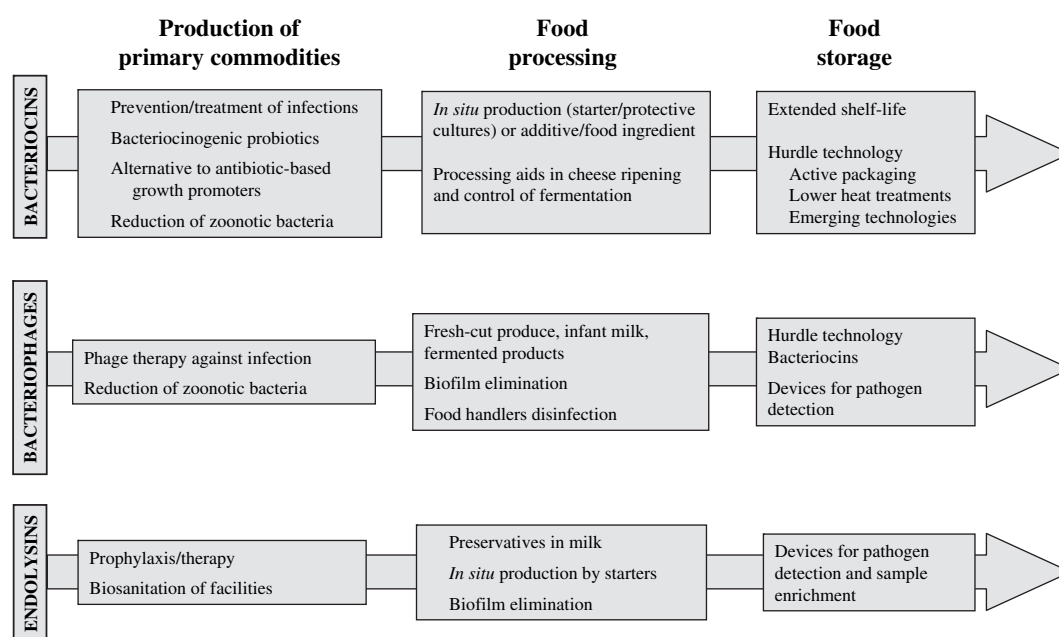 Production of
primary commodities
Food
processing
Food
storage
BACTERIOCINS
Prevention/treatment of infections
Bacteriocinogenic probiotics
Alternative to antibiotic-based
growth promoters
Reduction of zoonotic bacteria
In situ production (starter/protective
cultures) or additive/food ingredient
Processing aids in cheese ripening
and control of fermentation
Extended shelf-life
Hurdle technology
Active packaging
Lower heat treatments
Emerging technologies
BACTERIOPHAGES
Phage therapy against infection
Reduction of zoonotic bacteria
Fresh-cut produce, infant milk,
fermented products
Biofilm elimination
Food handlers disinfection
Hurdle technology
Bacteriocins
Devices for pathogen
detection
ENDOLYSINS
Prophylaxis/therapy
Biosanitation of facilities
Preservatives in milk
In situ production by starters
Biofilm elimination
Devices for pathogen
detection and sample
enrichment